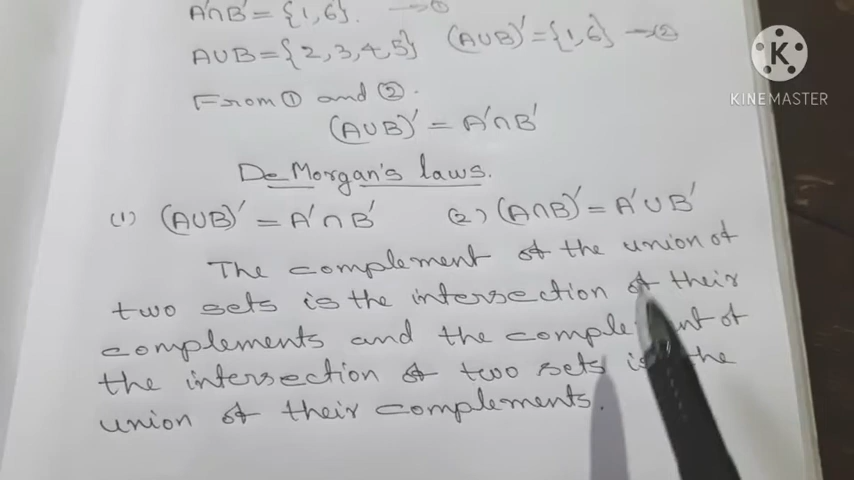 A'∩B' = {1,6}. →①
A∪B = {2,3,4,5} (A∪B)' = {1,6} →②
From ① and ②.
(A∪B)' = A'∩B'
De Morgan's laws.
(1) (A∪B)' = A'∩B' (2) (A∩B)' = A'∪B'
The complement of the union of
two sets is the intersection of their
complements and the complement of
the intersection of two sets is the
union of their complements.
K
KINEMASTER